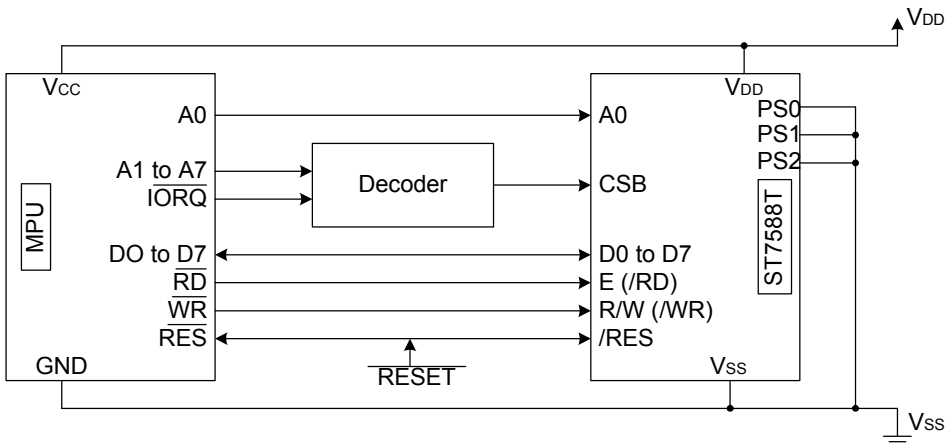 VDD
VCC
VDD
A0
A0
PS0
PS1
PS2
A1 to A7
IORQ
Decoder
CSB
MPU
ST7588T
DO to D7
D0 to D7
RD
E (/RD)
WR
R/W (/WR)
RES
/RES
RESET
GND
VSS
VSS